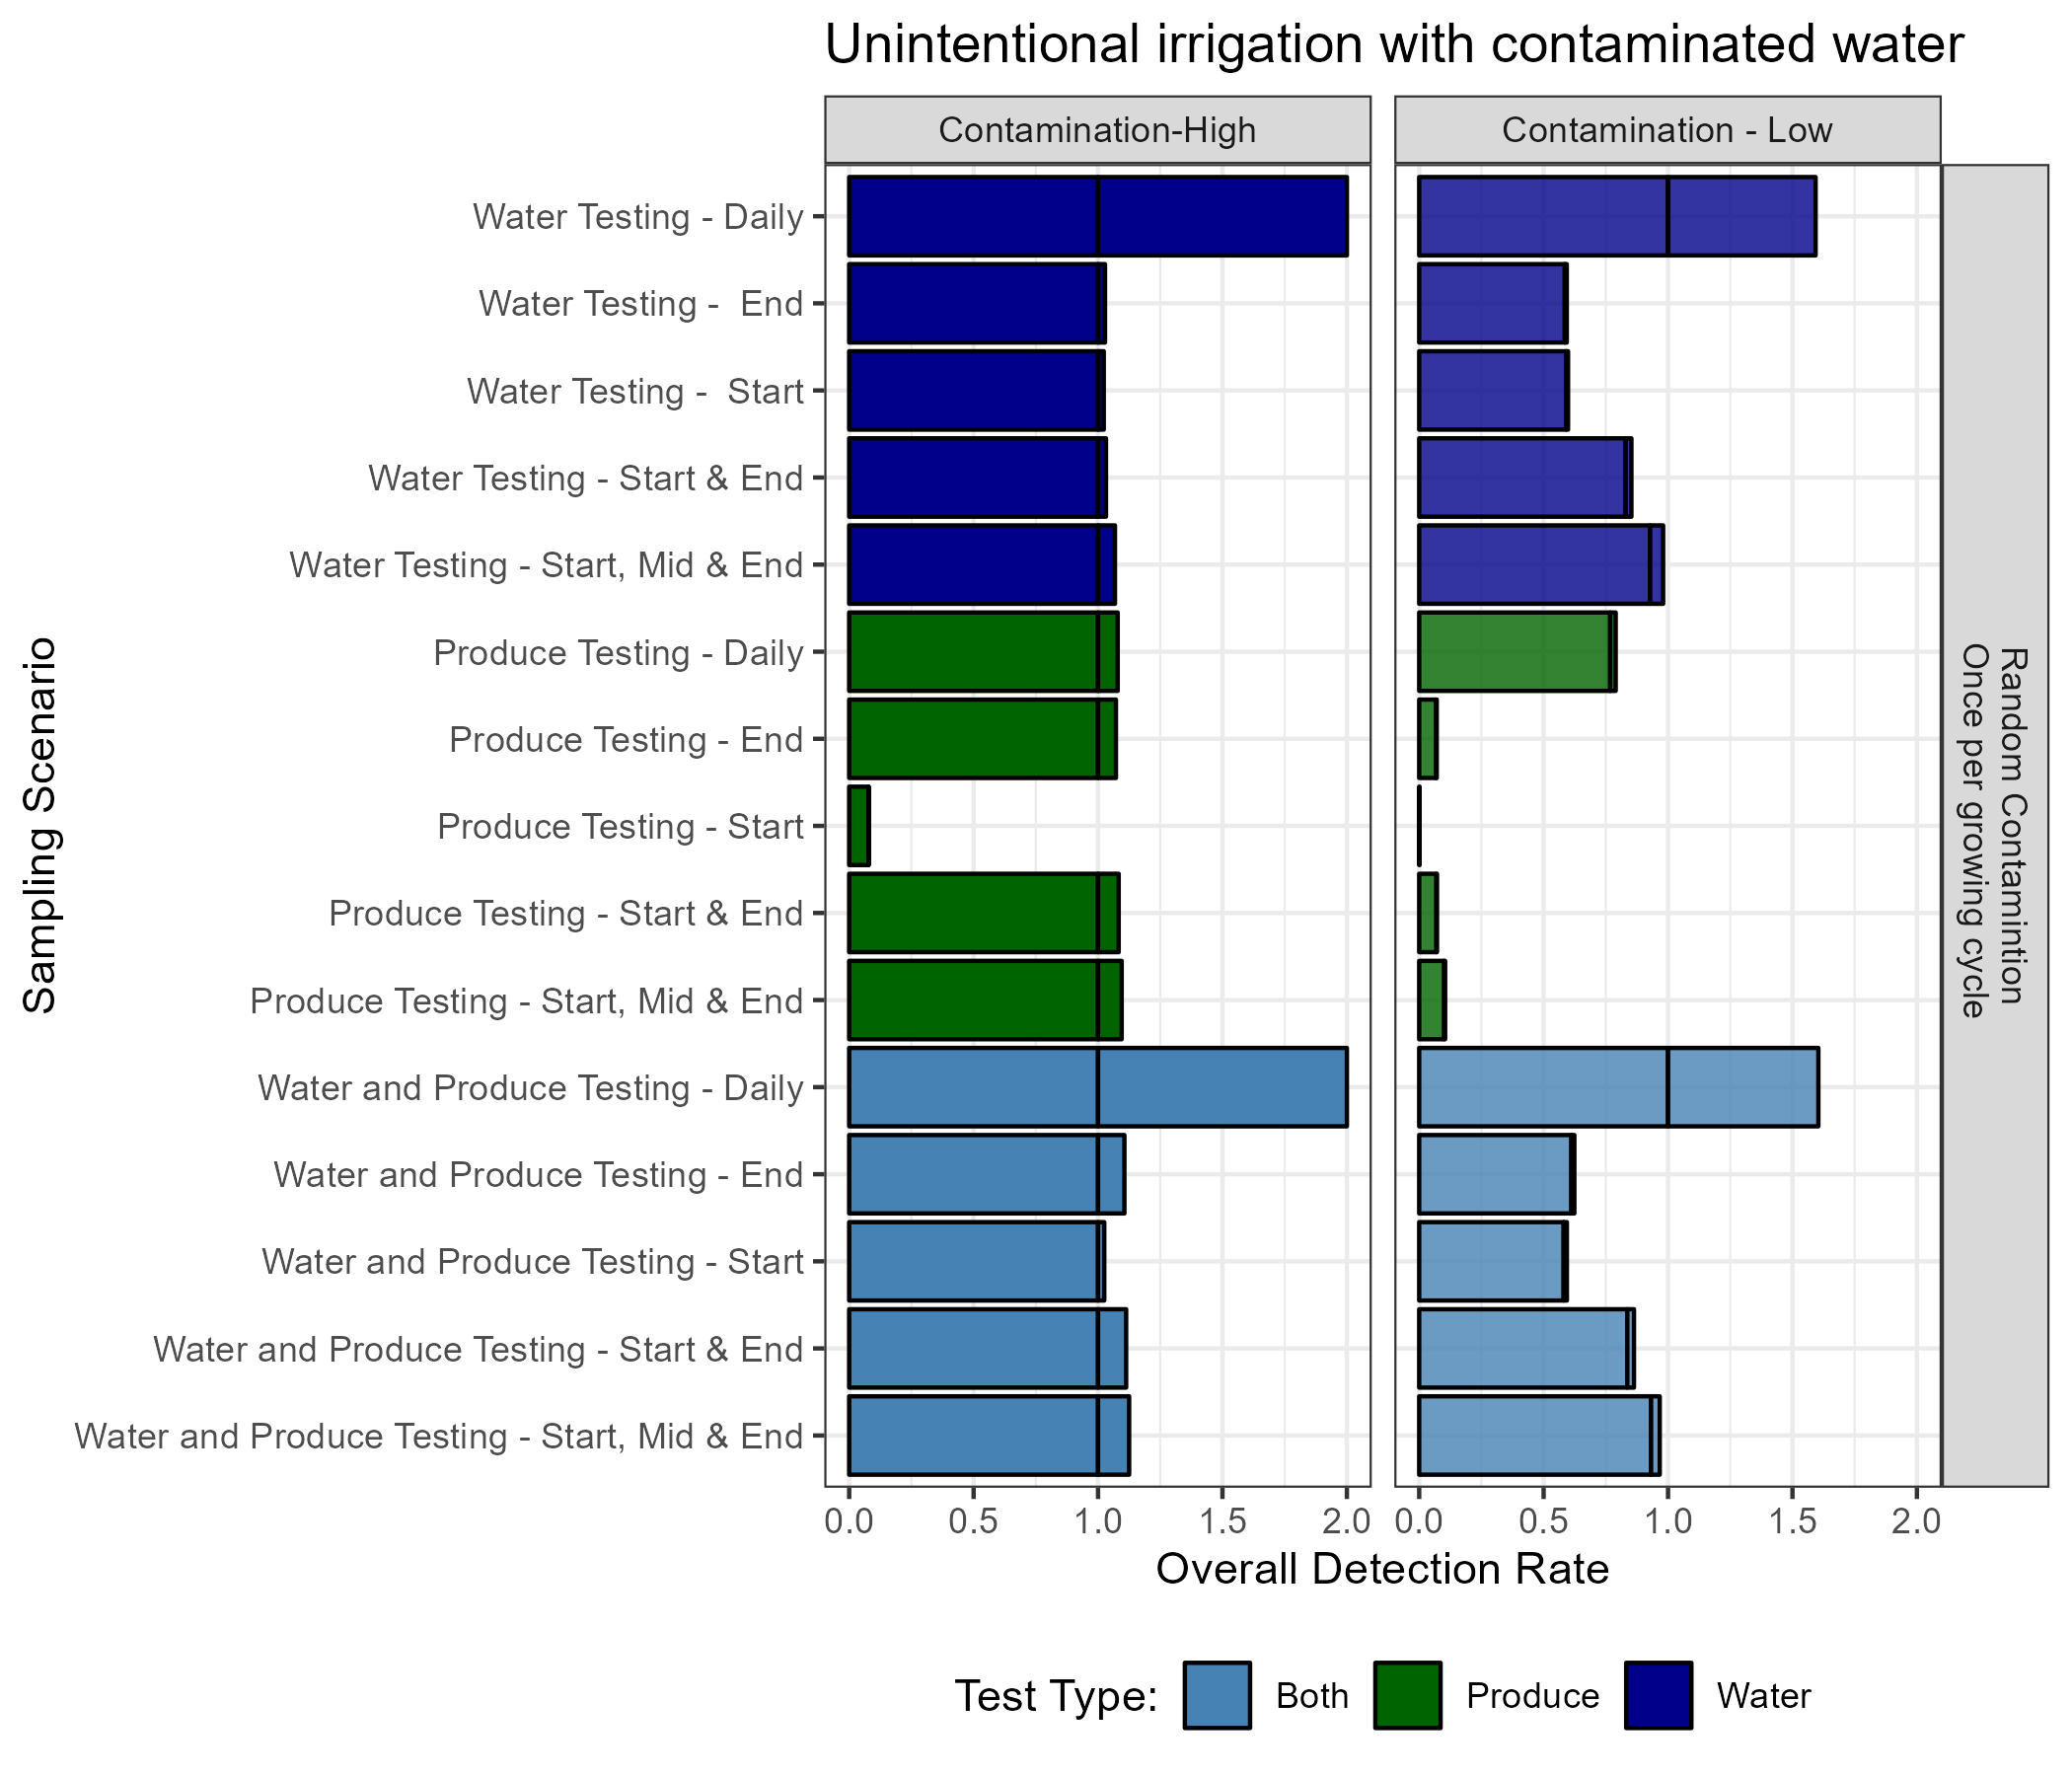 Unintentional irrigation with contaminated water
Contamination-High
Contamination - Low
Sampling Scenario
Water Testing - Daily
Water Testing -  End
Water Testing -  Start
Water Testing - Start & End
Water Testing - Start, Mid & End
Produce Testing - Daily
Produce Testing - End
Produce Testing - Start
Produce Testing - Start & End
Produce Testing - Start, Mid & End
Water and Produce Testing - Daily
Water and Produce Testing - End
Water and Produce Testing - Start
Water and Produce Testing - Start & End
Water and Produce Testing - Start, Mid & End
Random Contamintion
Once per growing cycle
0.0 0.5 1.0 1.5 2.0 0.0 0.5 1.0 1.5 2.0
Overall Detection Rate
Test Type: Both Produce Water